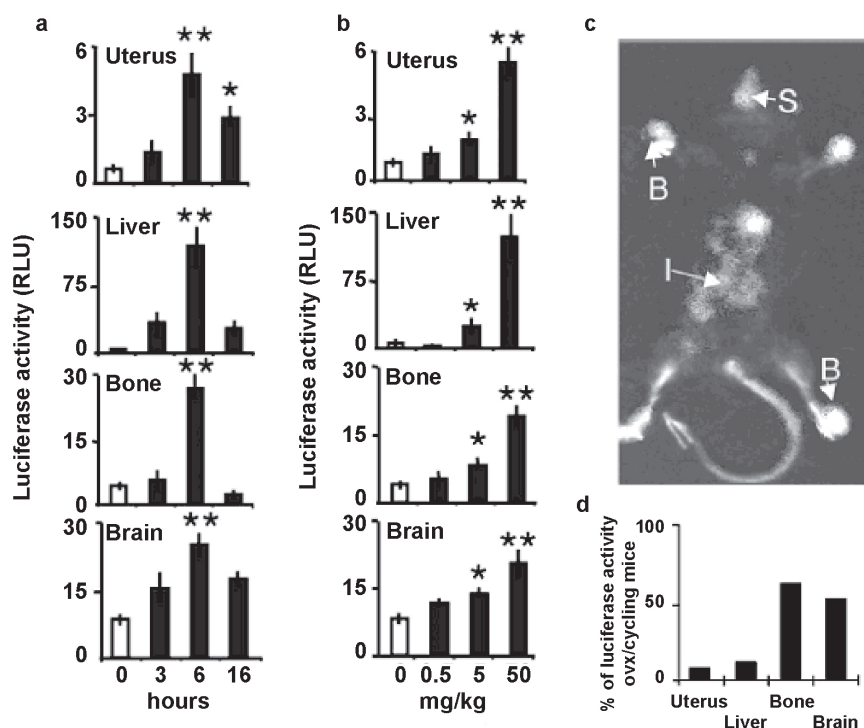 a
Luciferase activity (RLU)
**
Uterus
*
6
3
0
**
Liver
150
75
0
**
Bone
30
15
0
**
Brain
30
15
0
0 3 6 16
hours
b
Luciferase activity (RLU)
**
Uterus
*
6
3
0
**
Liver
*
150
75
0
Bone
**
*
30
15
0
Brain
**
*
30
15
0
0 0.5 5 50
mg/kg
c
S
B
I
B
d
% of luciferase activity
ovx/cycling mice
100
50
0
Uterus Bone
Liver Brain